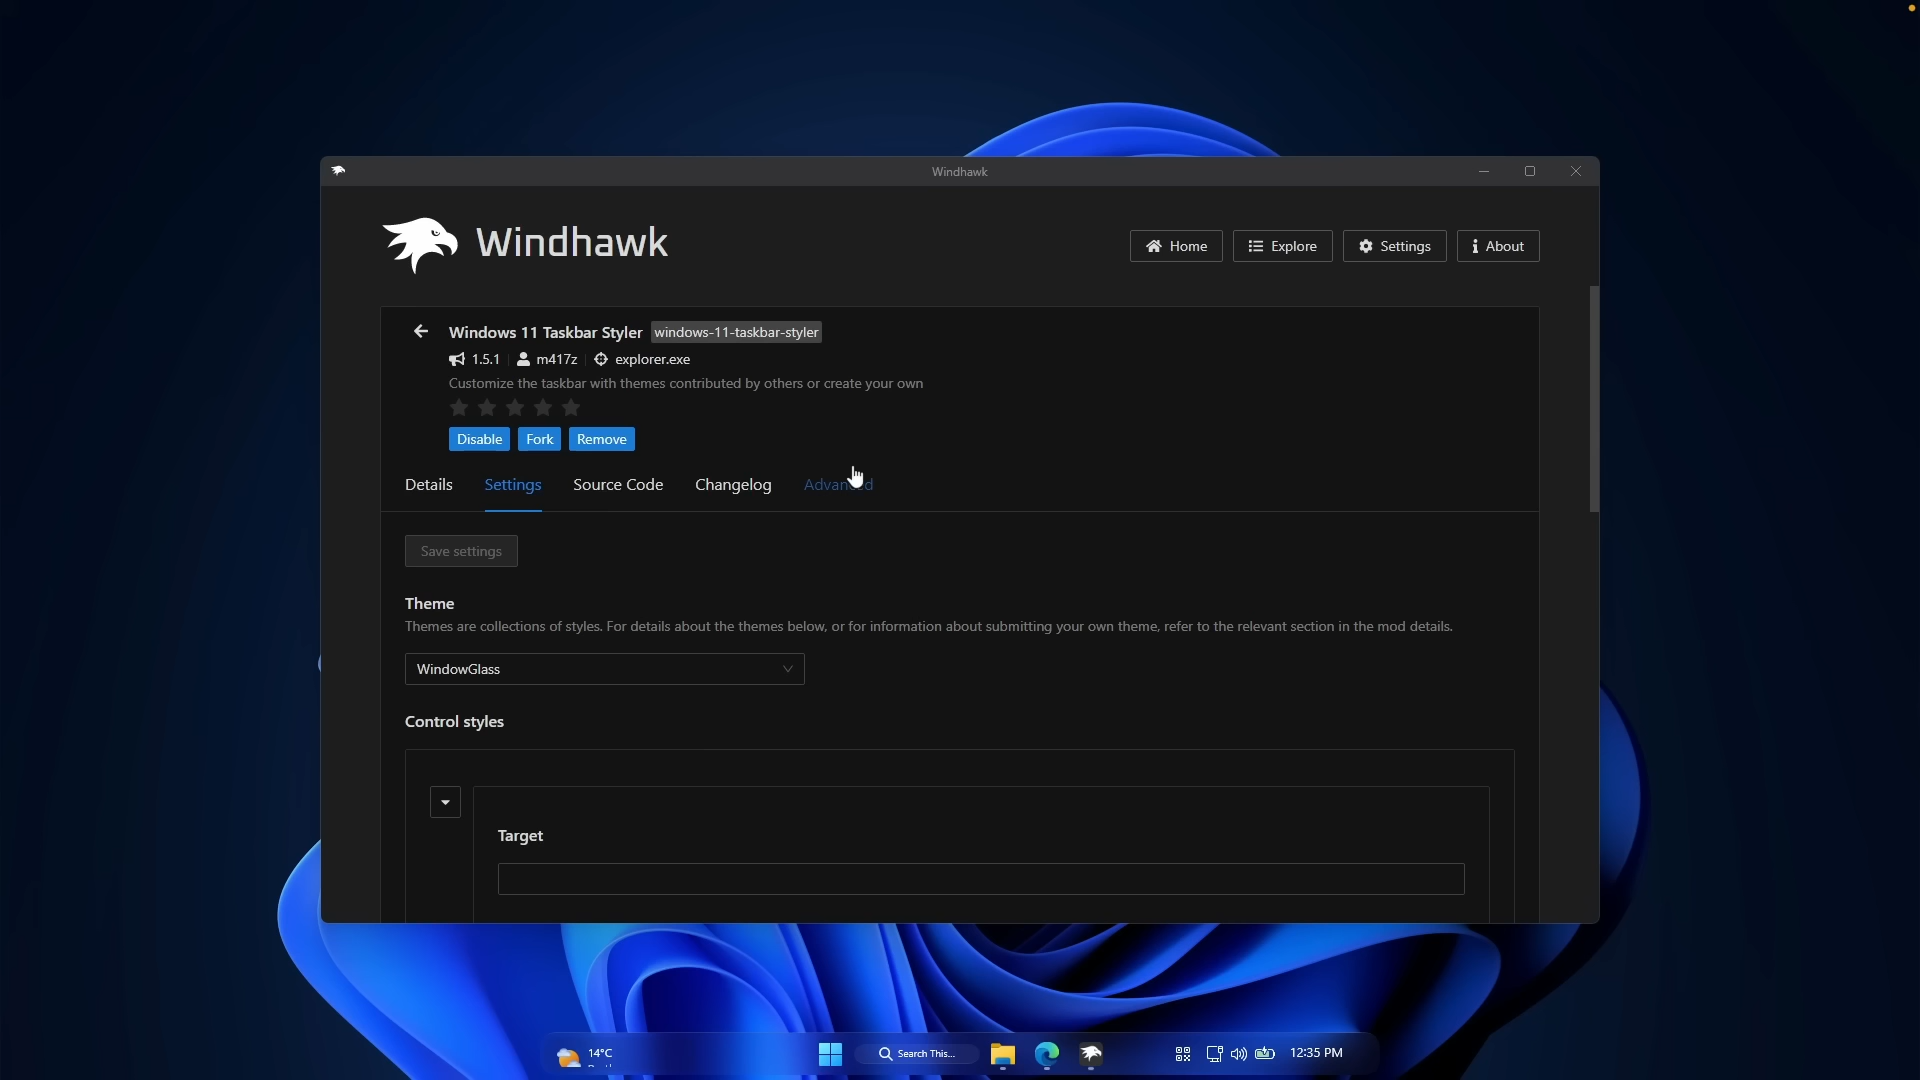 Windhawk
Windhawk
Home
Explore
Settings
About
Windows 11 Taskbar Styler windows-11-taskbar-styler
1.5.1 m417z explorer.exe
Customize the taskbar with themes contributed by others or create your own
Disable Fork Remove
Details Settings Source Code Changelog Advanced
Save settings
Theme
Themes are collections of styles. For details about the themes below, or for information about submitting your own theme, refer to the relevant section in the mod details.
WindowGlass
Control styles
Target
14°C
Search This...
12:35 PM